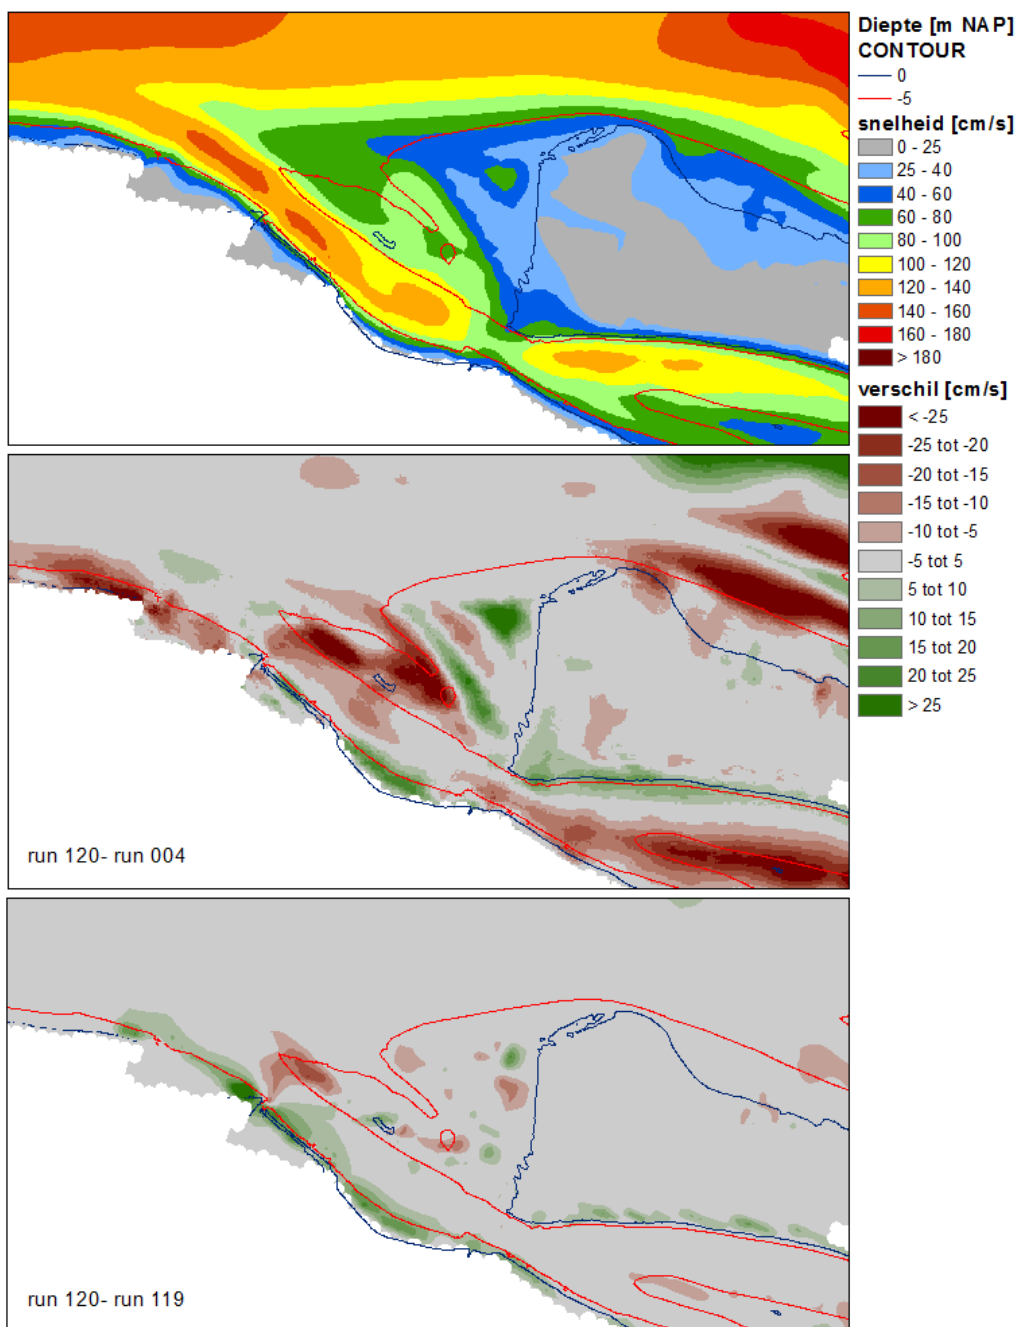 Diepte [m NAP]
CONTOUR
0
-5
snelheid [cm/s]
0 - 25
25 - 40
40 - 60
60 - 80
80 - 100
100 - 120
120 - 140
140 - 160
160 - 180
> 180
verschil [cm/s]
< -25
-25 tot -20
-20 tot -15
-15 tot -10
-10 tot -5
-5 tot 5
5 tot 10
10 tot 15
15 tot 20
20 tot 25
> 25
run 120- run 004
run 120- run 119